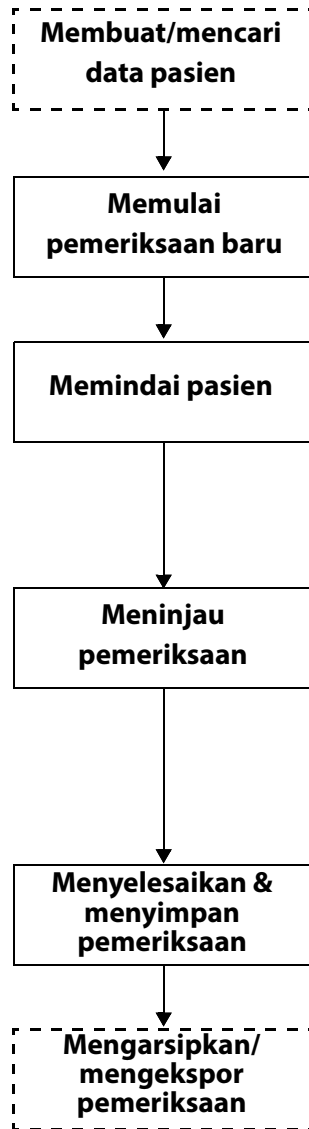 Membuat/mencari
data pasien
Memulai
pemeriksaan baru
Memindai pasien
Meninjau
pemeriksaan
Menyelesaikan &
menyimpan
pemeriksaan
Mengarsipkan/
mengekspor
pemeriksaan